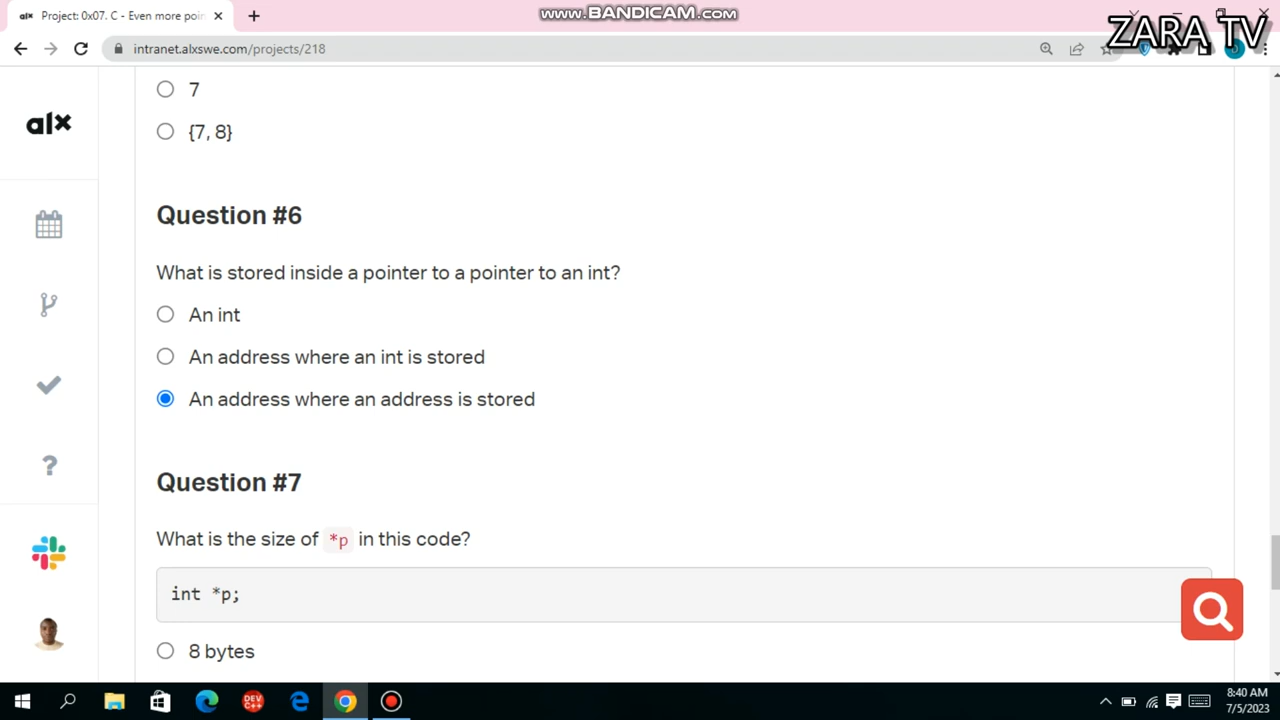 alx Project: 0x07. C - Even more poin
www.BANDICAM.com
ZARA TV
intranet.alxswe.com/projects/218
alx
7
{7, 8}
Question #6
What is stored inside a pointer to a pointer to an int?
An int
An address where an int is stored
An address where an address is stored
Question #7
What is the size of *p in this code?
int *p;
8 bytes
?
DEV C++
8:40 AM
7/5/2023